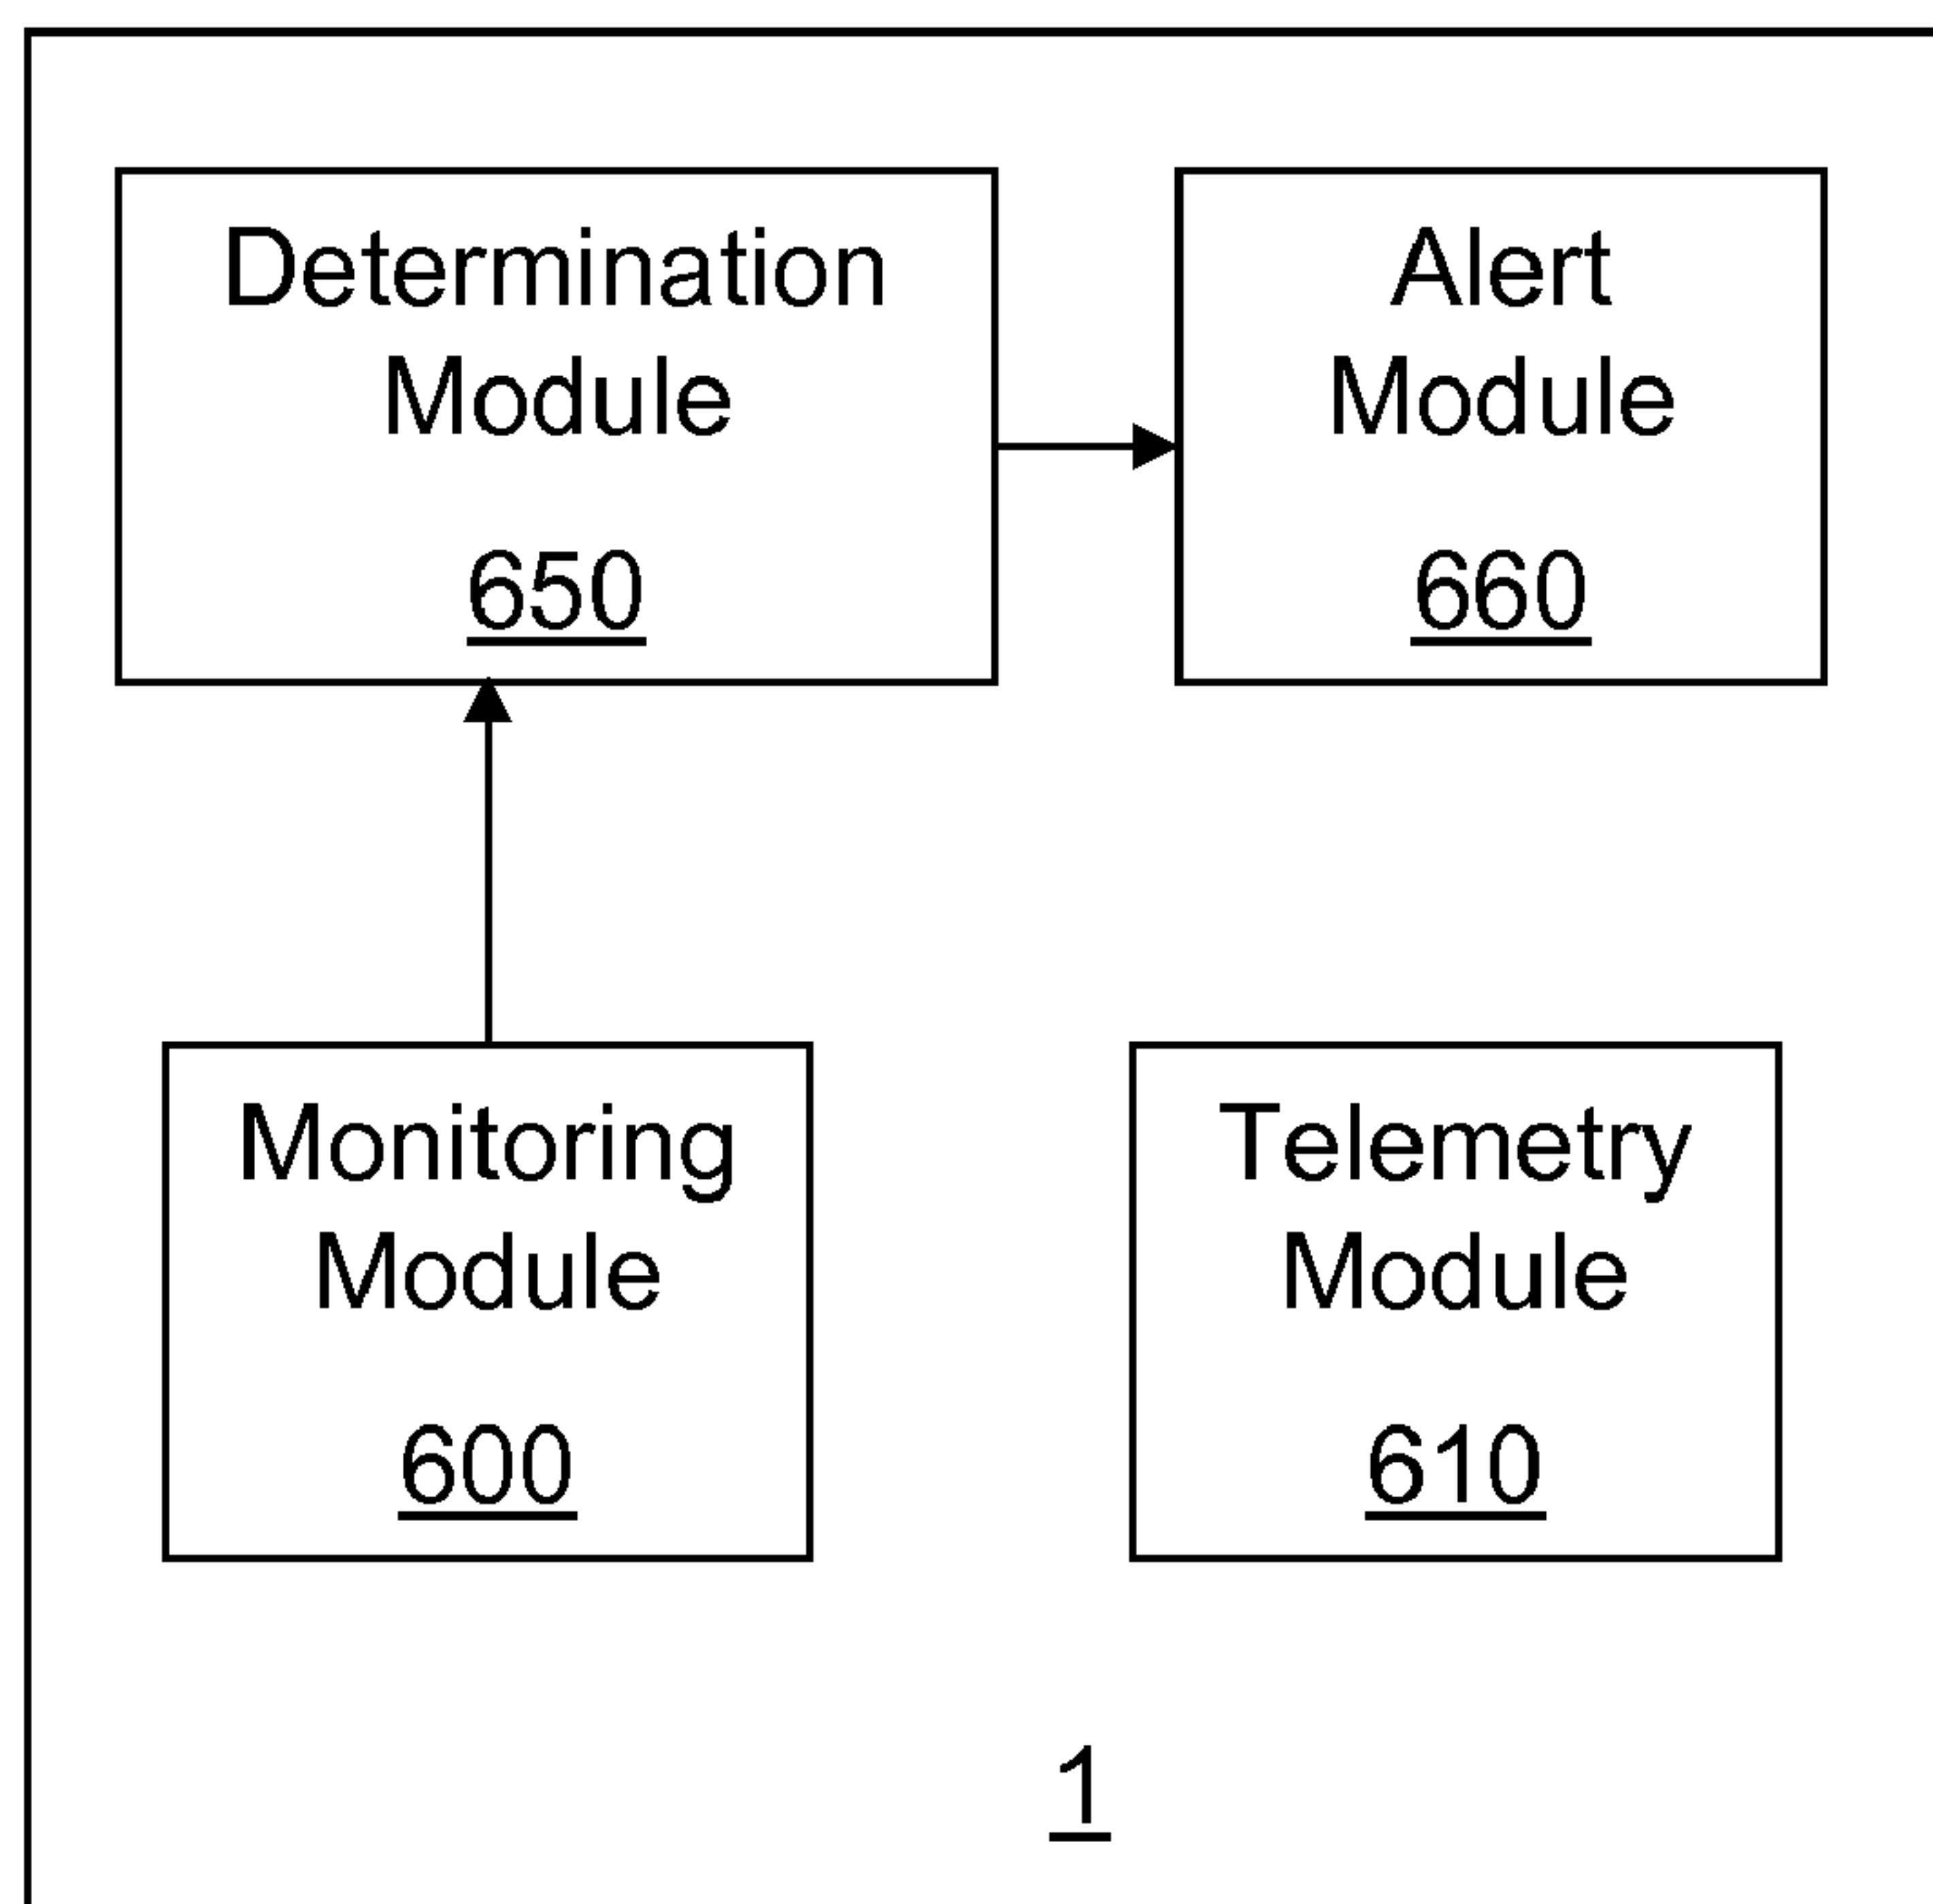 Determination
Module
650
Alert
Module
660
Monitoring
Module
600
Telemetry
Module
610
1